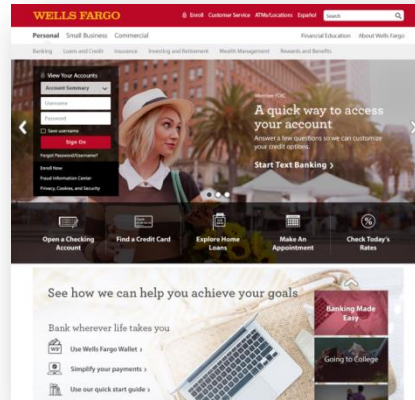 WELLS FARGO
Enroll Customer Service ATMs/Locations Español Search
Personal Small Business Commercial
Financial Education About Wells Fargo
Banking Loans and Credit Insurance Investing and Retirement Wealth Management Rewards and Benefits
View Your Accounts
Account Summary
Username
Password
Save username
Sign On
Forgot Password/Username?
Enroll Now
Fraud Information Center
Privacy, Cookies, and Security
Member FDIC
A quick way to access
your account
Answer a few questions so we can customize
your credit options.
Start Text Banking >
Open a Checking
Account
Find a Credit Card
Explore Home
Loans
Make An
Appointment
Check Today's
Rates
See how we can help you achieve your goals
Bank wherever life takes you
Use Wells Fargo Wallet >
Simplify your payments >
Use our quick start guide >
Banking Made
Easy
Going to College